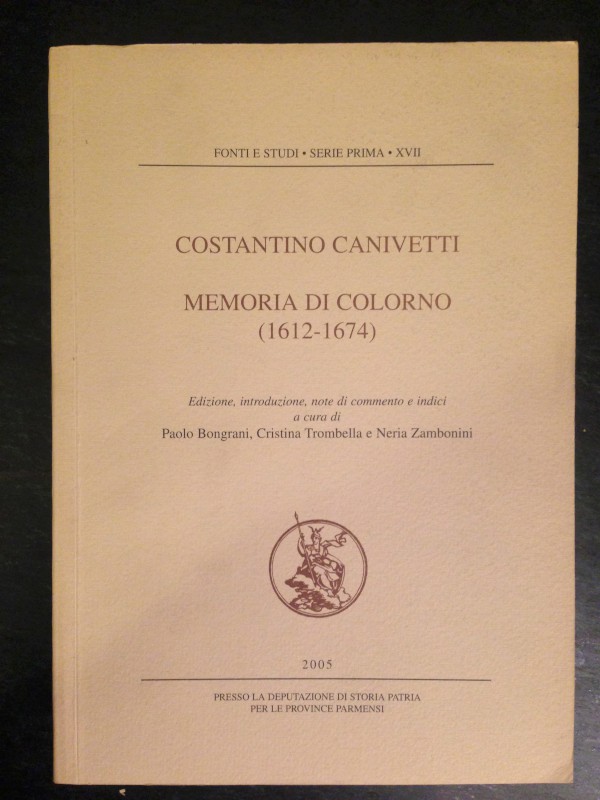 FONTI E STUDI • SERIE PRIMA • XVII
COSTANTINO CANIVETTI
MEMORIA DI COLORNO
(1612-1674)
Edizione, introduzione, note di commento e indici
a cura di
Paolo Bongrani, Cristina Trombella e Neria Zambonini
2005
PRESSO LA DEPUTAZIONE DI STORIA PATRIA
PER LE PROVINCE PARMENSI